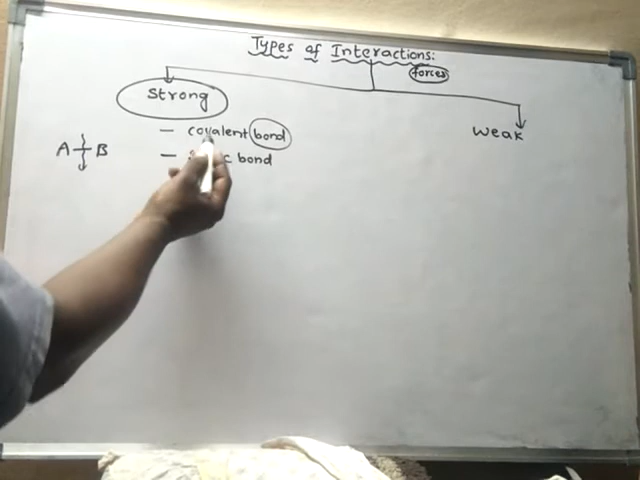 Types of Interactions:
forces
Strong
Weak
— covalent bond
A B
— bond